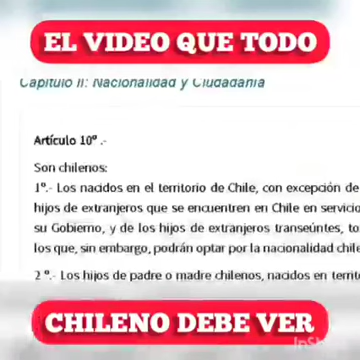 EL VIDEO QUE TODO
Capítulo II: Nacionalidad y Ciudadanía
Artículo 10º .-
Son chilenos:
1º.- Los nacidos en el territorio de Chile, con excepción de
hijos de extranjeros que se encuentren en Chile en servicio
su Gobierno, y de los hijos de extranjeros transeúntes, to
los que, sin embargo, podrán optar por la nacionalidad chile
2 º.- Los hijos de padre o madre chilenos, nacidos en territ
CHILENO DEBE VER